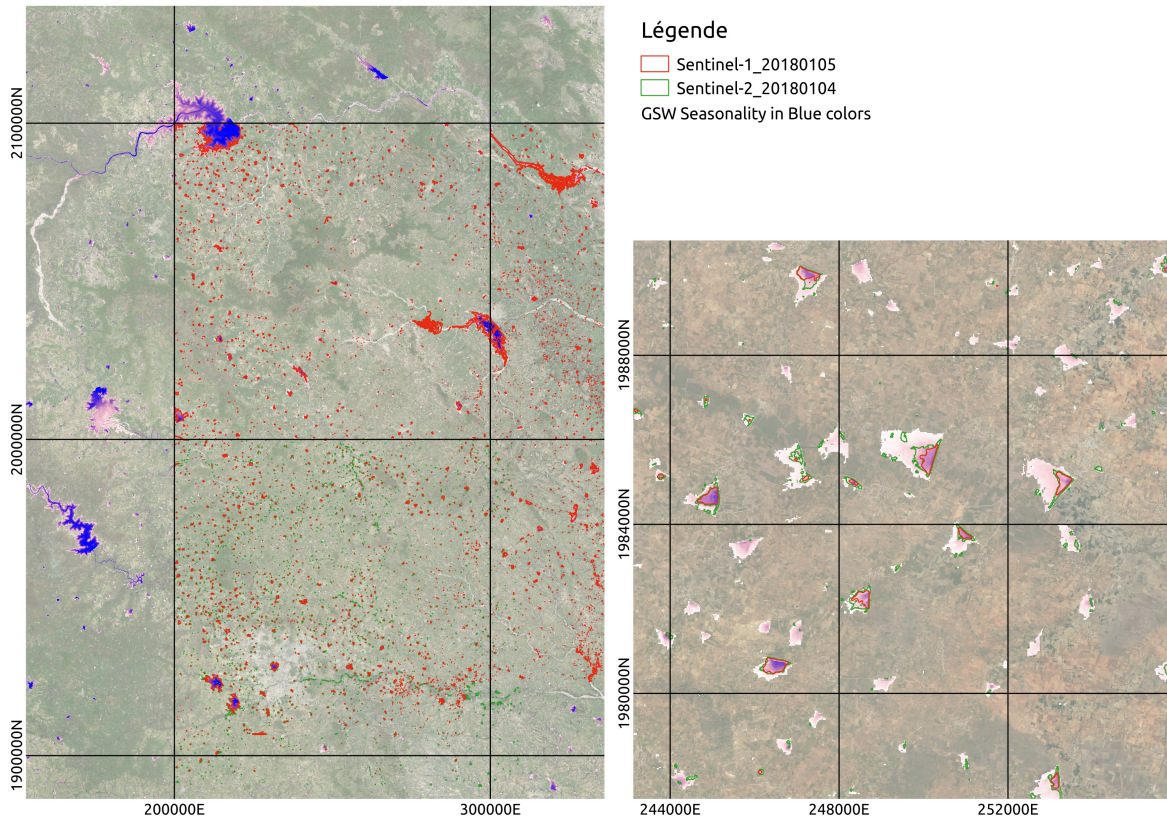 Légende
Sentinel-1_20180105
Sentinel-2_20180104
GSW Seasonality in Blue colors
2100000N
2000000N
1900000N
200000E
300000E
1988000N
1984000N
1980000N
244000E
248000E
252000E